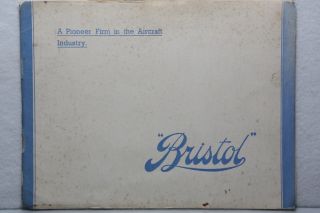 A Pioneer Firm in the Aircraft
Industry.
"Bristol"